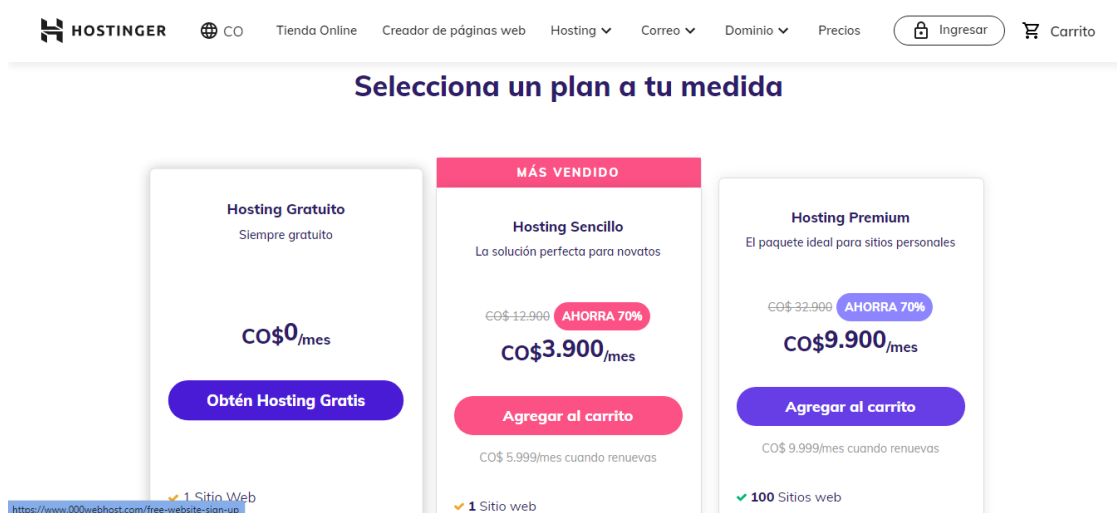 HOSTINGER CO Tienda Online Creador de páginas web Hosting Correo Dominio Precios Ingresar Carrito
Selecciona un plan a tu medida
Hosting Gratuito
Siempre gratuito
CO$0/mes
Obtén Hosting Gratis
1 Sitio Web
MÁS VENDIDO
Hosting Sencillo
La solución perfecta para novatos
CO$ 12.900 AHORRA 70%
CO$3.900/mes
Agregar al carrito
CO$ 5.999/mes cuando renuevas
1 Sitio web
Hosting Premium
El paquete ideal para sitios personales
CO$ 32.900 AHORRA 70%
CO$9.900/mes
Agregar al carrito
CO$ 9.999/mes cuando renuevas
100 Sitios web
https://www.000webhost.com/free-website-sign-up